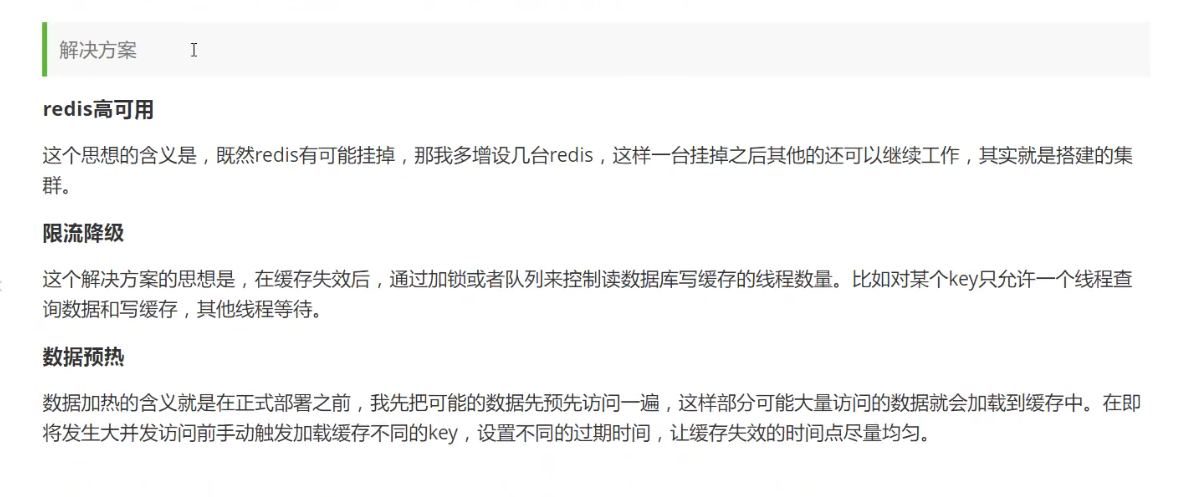 解决方案
redis高可用
这个思想的含义是，既然redis有可能挂掉，那我多增设几台redis，这样一台挂掉之后其他的还可以继续工作，其实就是搭建的集
群。
限流降级
这个解决方案的思想是，在缓存失效后，通过加锁或者队列来控制读数据库写缓存的线程数量。比如对某个key只允许一个线程查
询数据和写缓存，其他线程等待。
数据预热
数据加热的含义就是在正式部署之前，我先把可能的数据先预先访问一遍，这样部分可能大量访问的数据就会加载到缓存中。在即
将发生大并发访问前手动触发加载缓存不同的key，设置不同的过期时间，让缓存失效的时间点尽量均匀。